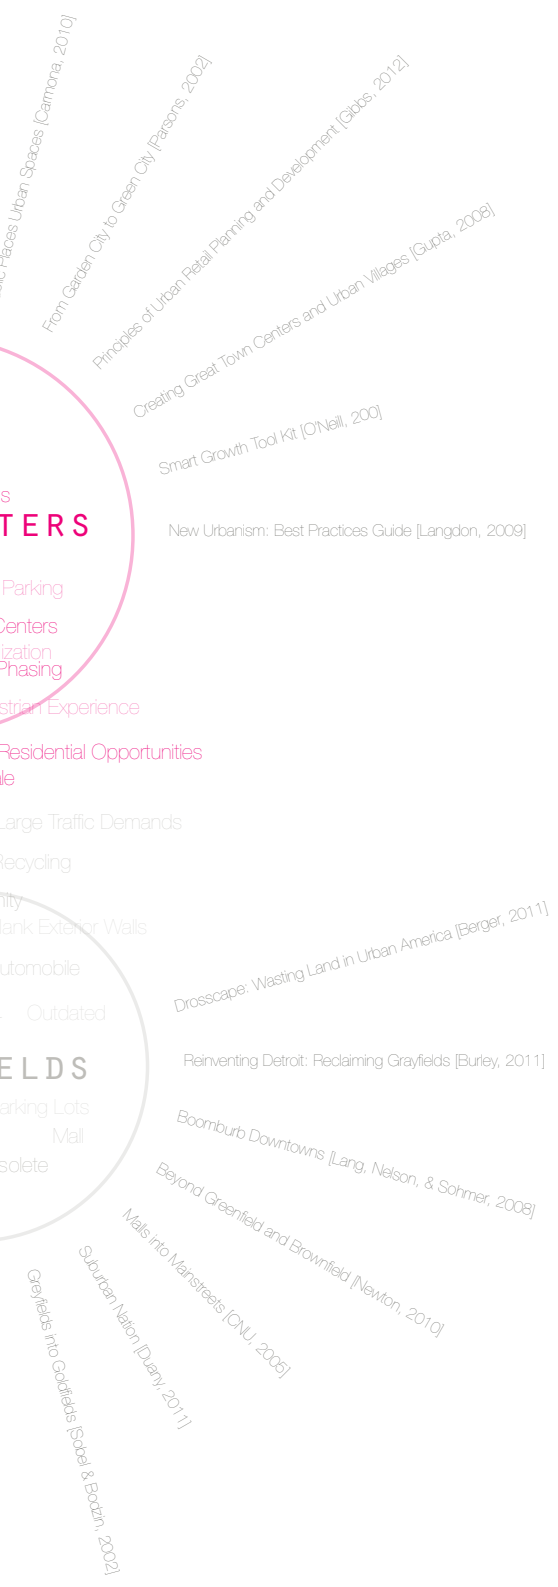 Places Urban Spaces [Carmona, 2010]
From Garden City to Green City [Parsons, 2002]
Principles of Urban Retail Planning and Development [Gibbs, 2012]
Creating Great Town Centers and Urban Villages [Gupta, 2008]
Smart Growth Tool Kit [O'Neill, 200]
New Urbanism: Best Practices Guide [Langdon, 2009]
s
TERS
Parking
Centers
ization
Phasing
strian Experience
Residential Opportunities
ale
Large Traffic Demands
Recycling
nity
lank Exterior Walls
utomobile
Outdated
ELDS
arking Lots
Mall
solete
Drosscape: Wasting Land in Urban America [Berger, 2011]
Reinventing Detroit: Reclaiming Grayfields [Burley, 2011]
Boomburb Downtowns [Lang, Nelson, & Sohmer, 2008]
Beyond Greenfield and Brownfield [Newton, 2010]
Malls into Mainstreets [CNU, 2005]
Suburban Nation [Duany, 2011]
Greyfields into Goldfields [Sobel & Bodzin, 2002]